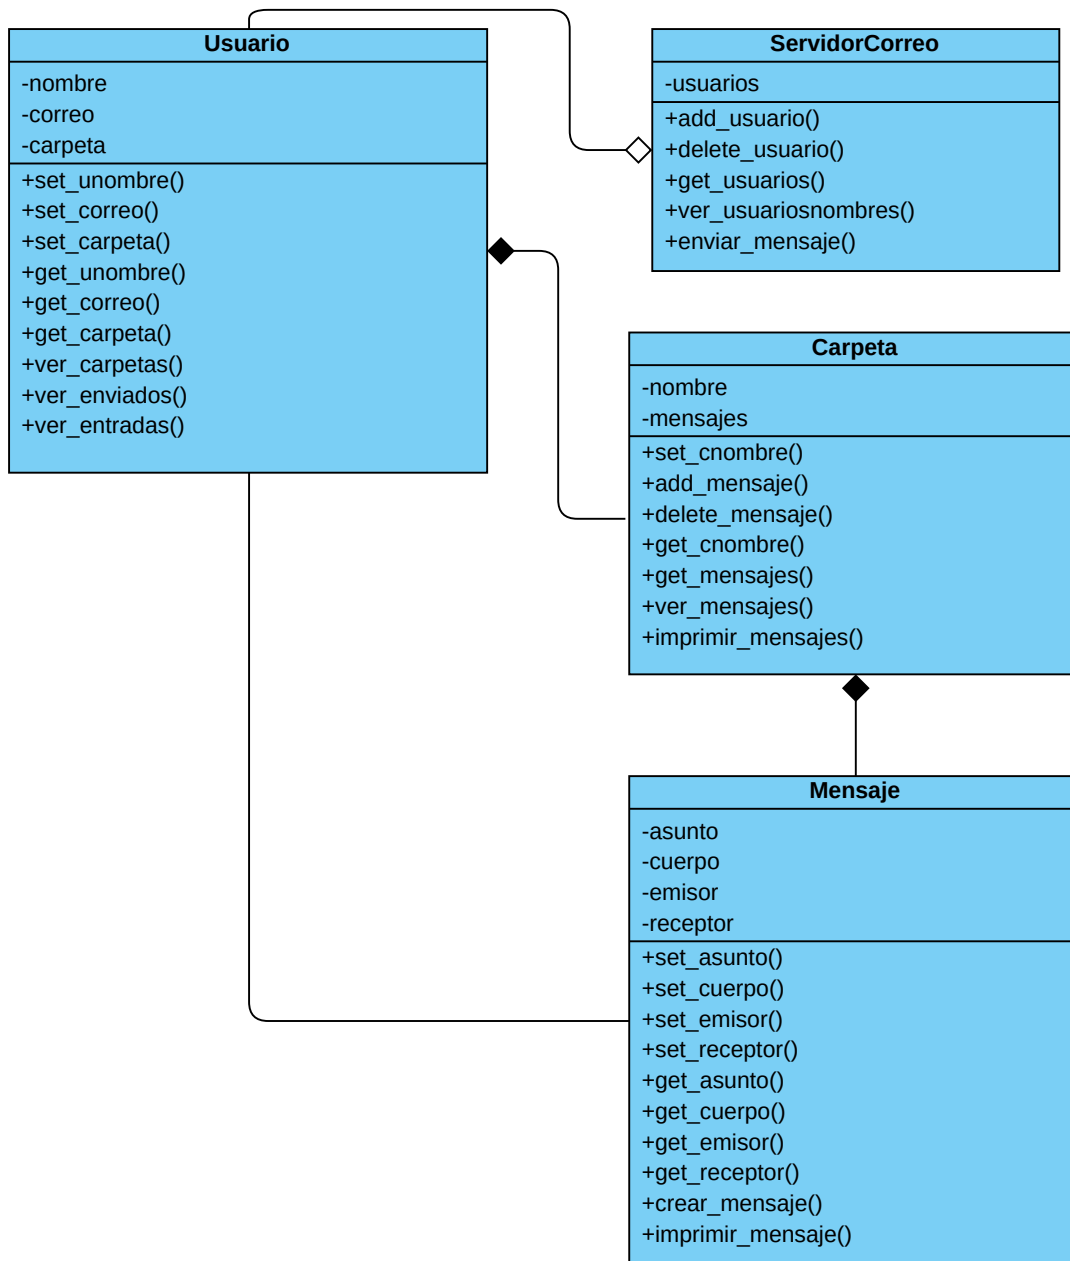 Usuario
-nombre
-correo
-carpeta
+set_unombre()
+set_correo()
+set_carpeta()
+get_unombre()
+get_correo()
+get_carpeta()
+ver_carpetas()
+ver_enviados()
+ver_entradas()
ServidorCorreo
-usuarios
+add_usuario()
+delete_usuario()
+get_usuarios()
+ver_usuariosnombres()
+enviar_mensaje()
Carpeta
-nombre
-mensajes
+set_cnombre()
+add_mensaje()
+delete_mensaje()
+get_cnombre()
+get_mensajes()
+ver_mensajes()
+imprimir_mensajes()
Mensaje
-asunto
-cuerpo
-emisor
-receptor
+set_asunto()
+set_cuerpo()
+set_emisor()
+set_receptor()
+get_asunto()
+get_cuerpo()
+get_emisor()
+get_receptor()
+crear_mensaje()
+imprimir_mensaje()